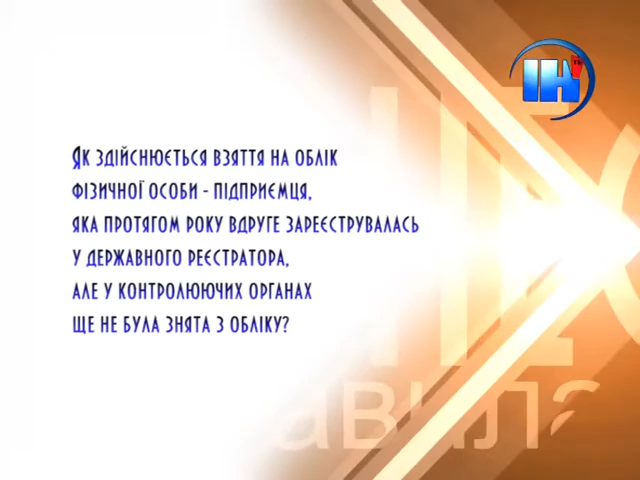 ІН
Як здійснюється взяття на облік
фізичної особи - підприємця,
яка протягом року вдруге зареєструвалась
у державного реєстратора,
але у контролюючих органах
ще не була знята з обліку?